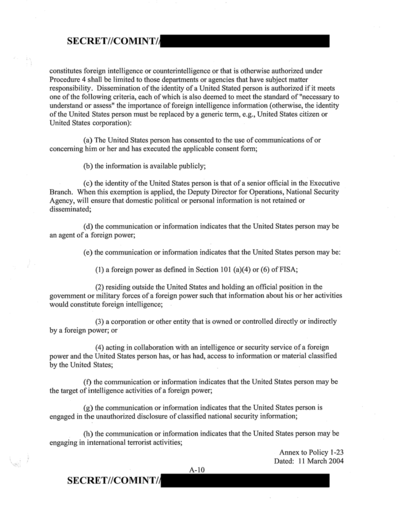 SECRET//COMINT//
constitutes foreign intelligence or counterintelligence or that is otherwise authorized under
Procedure 4 shall be limited to those departments or agencies that have subject matter
responsibility. Dissemination of the identity of a United Stated person is authorized if it meets
one of the following criteria, each of which is also deemed to meet the standard of "necessary to
understand or assess" the importance of foreign intelligence information (otherwise, the identity
of the United States person must be replaced by a generic term, e.g., United States citizen or
United States corporation):
(a) The United States person has consented to the use of communications of or
concerning him or her and has executed the applicable consent form;
(b) the information is available publicly;
(c) the identity of the United States person is that of a senior official in the Executive
Branch. When this exemption is applied, the Deputy Director for Operations, National Security
Agency, will ensure that domestic political or personal information is not retained or
disseminated;
(d) the communication or information indicates that the United States person may be
an agent of a foreign power;
(e) the communication or information indicates that the United States person may be:
(1) a foreign power as defined in Section 101 (a)(4) or (6) of FISA;
(2) residing outside the United States and holding an official position in the
government or military forces of a foreign power such that information about his or her activities
would constitute foreign intelligence;
(3) a corporation or other entity that is owned or controlled directly or indirectly
by a foreign power; or
(4) acting in collaboration with an intelligence or security service of a foreign
power and the United States person has, or has had, access to information or material classified
by the United States;
(f) the communication or information indicates that the United States person may be
the target of intelligence activities of a foreign power;
(g) the communication or information indicates that the United States person is
engaged in the unauthorized disclosure of classified national security information;
(h) the communication or information indicates that the United States person may be
engaging in international terrorist activities;
Annex to Policy 1-23
Dated: 11 March 2004
A-10
SECRET//COMINT//